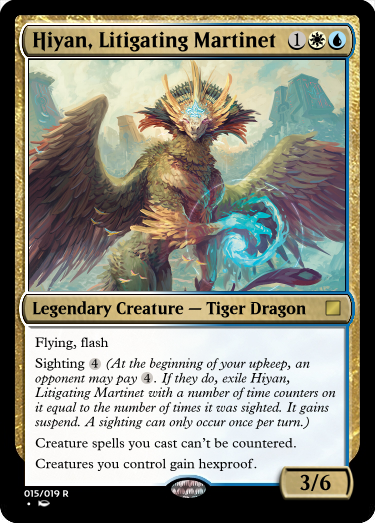 Hiyan, Litigating Martinet 1
Legendary Creature — Tiger Dragon
Flying, flash
Sighting 4 (At the beginning of your upkeep, an
opponent may pay 4. If they do, exile Hiyan,
Litigating Martinet with a number of time counters on
it equal to the number of times it was sighted. It gains
suspend. A sighting can only occur once per turn.)
Creature spells you cast can't be countered.
Creatures you control gain hexproof.
3/6
015/019 R